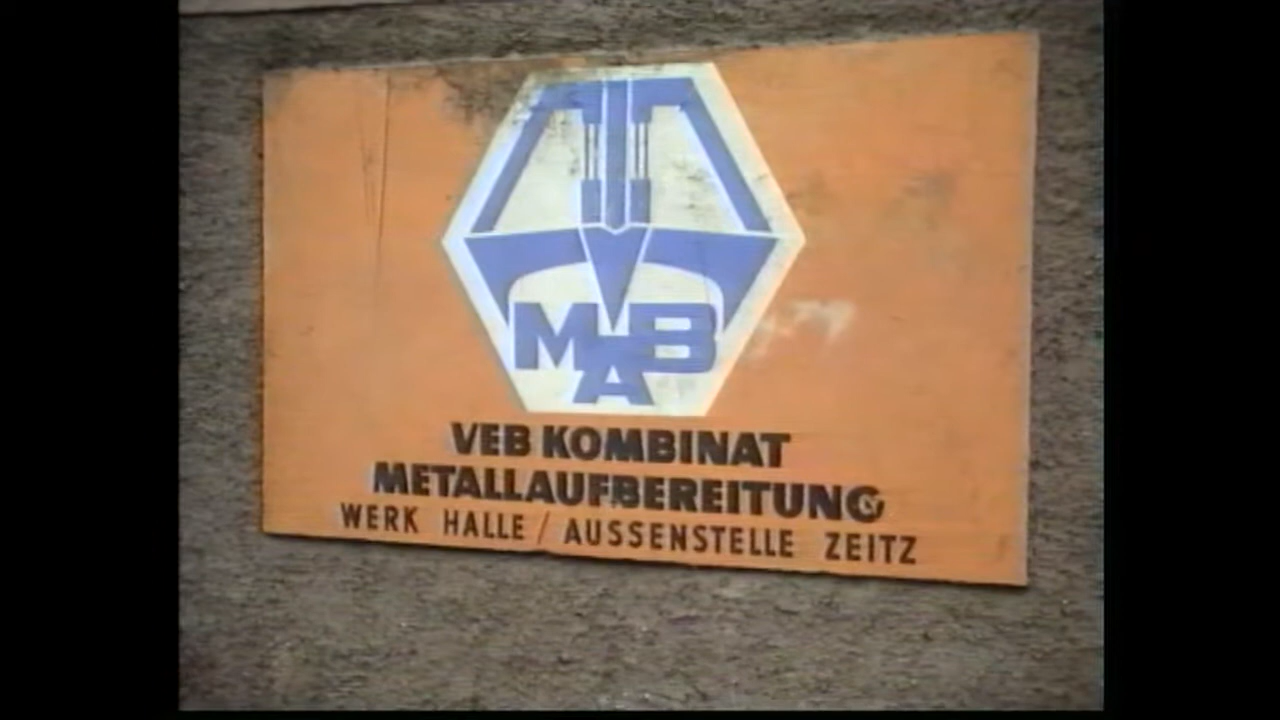 MAB
VEB KOMBINAT
METALLAUFBEREITUNG
WERK HALLE / AUSSENSTELLE ZEITZ